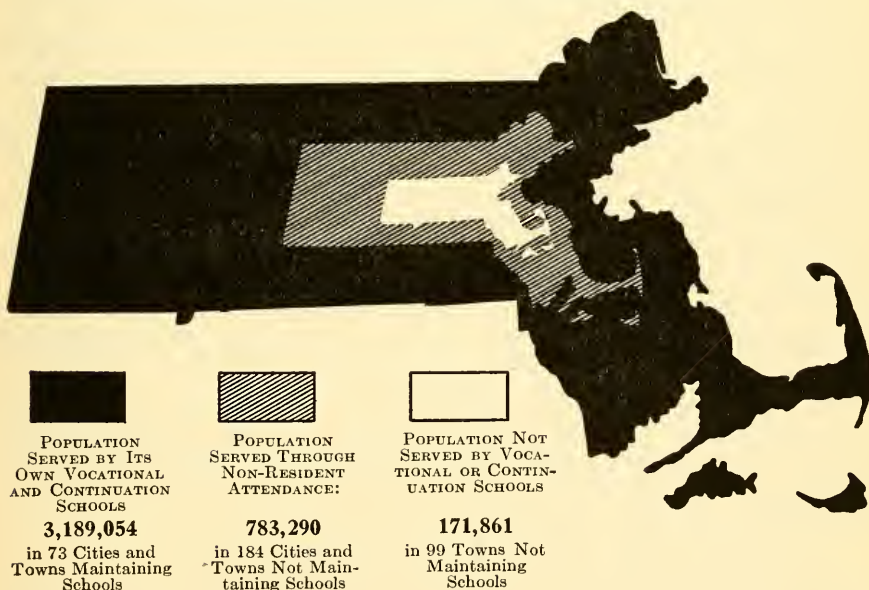 POPULATION
SERVED BY ITS
OWN VOCATIONAL
AND CONTINUATION
SCHOOLS
3,189,054
in 73 Cities and
Towns Maintaining
Schools
POPULATION
SERVED THROUGH
NON-RESIDENT
ATTENDANCE:
783,290
in 184 Cities and
Towns Not Main-
taining Schools
POPULATION NOT
SERVED BY VOCA-
TIONAL OR CONTIN-
UATION SCHOOLS
171,861
in 99 Towns Not
Maintaining
Schools